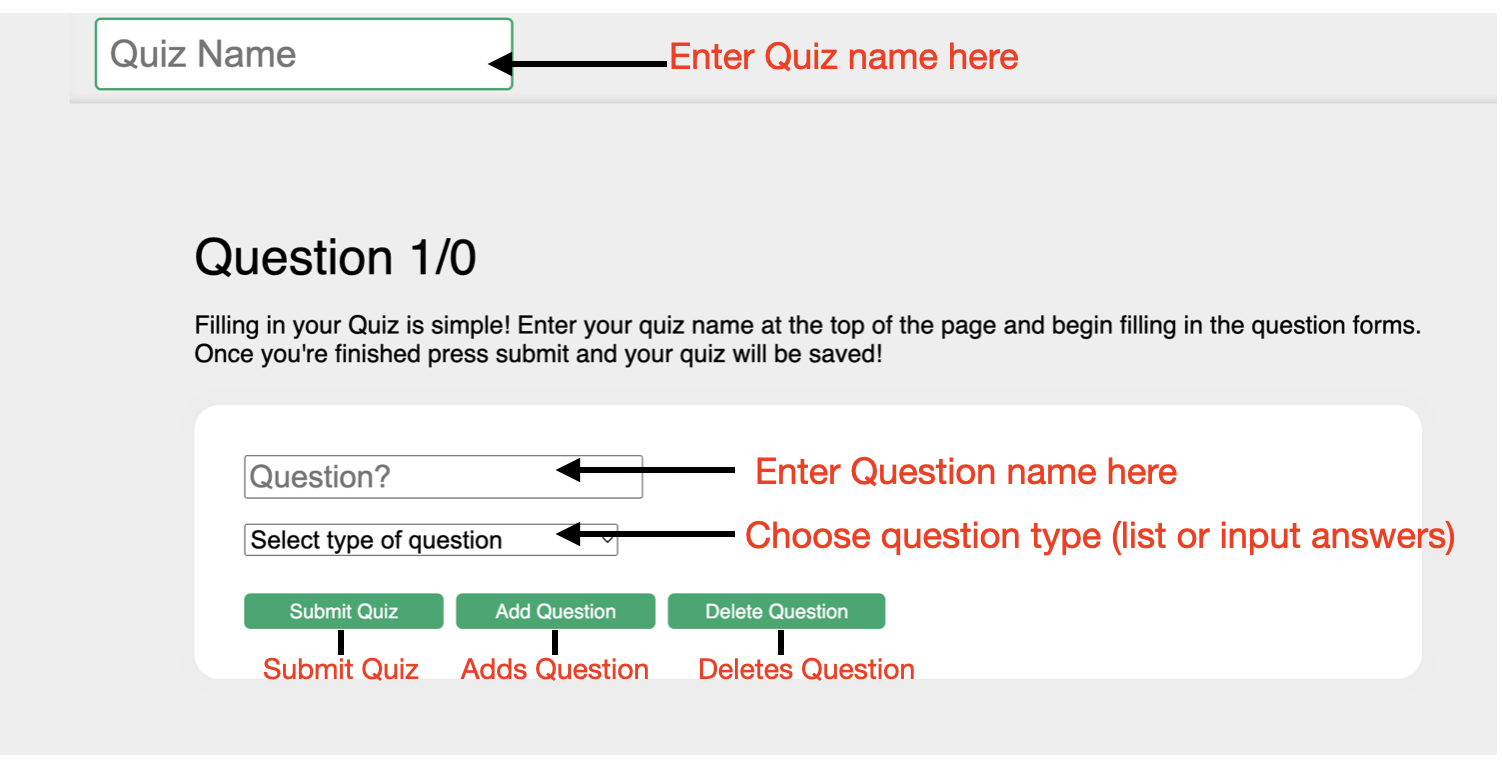 Quiz Name
Enter Quiz name here
Question 1/0
Filling in your Quiz is simple! Enter your quiz name at the top of the page and begin filling in the question forms.
Once you're finished press submit and your quiz will be saved!
Question?
Enter Question name here
Select type of question
Choose question type (list or input answers)
Submit Quiz
Add Question
Delete Question
Submit Quiz
Adds Question
Deletes Question